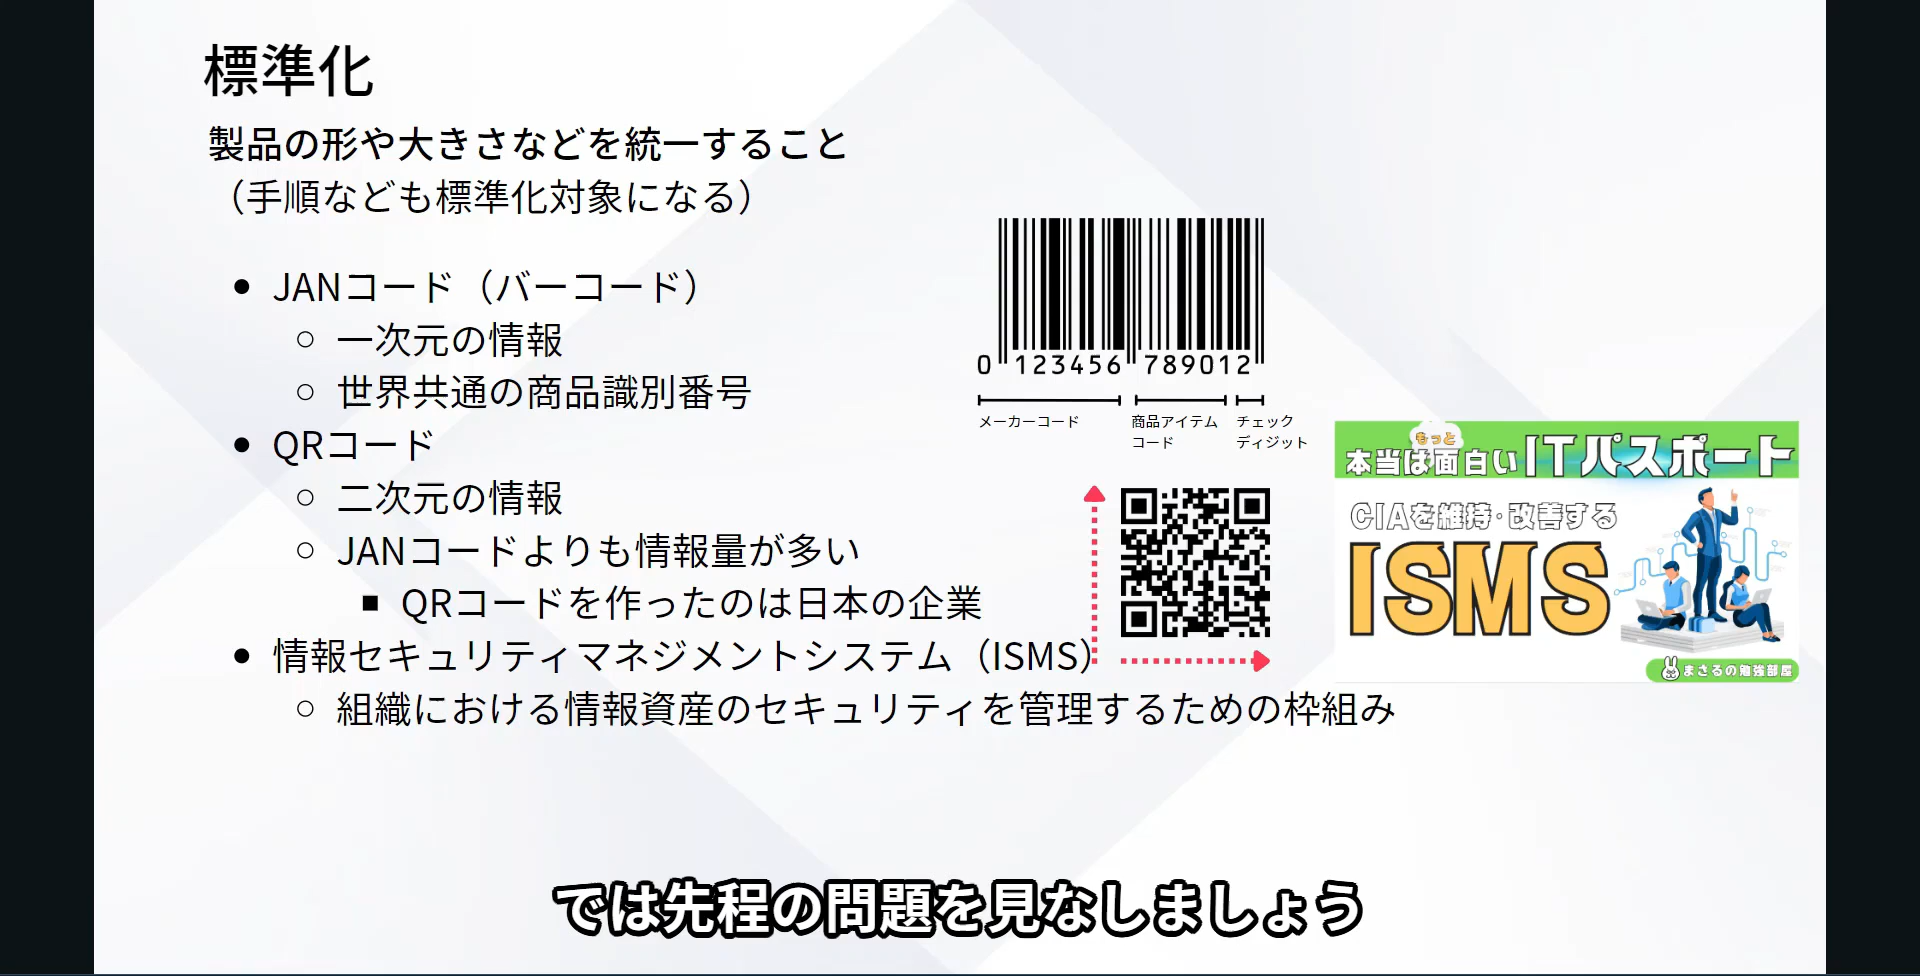 標準化
製品の形や大きさなどを統一すること
（手順なども標準化対象になる）
● JANコード（バーコード）
○ 一次元の情報
○ 世界共通の商品識別番号
● QRコード
○ 二次元の情報
○ JANコードよりも情報量が多い
■ QRコードを作ったのは日本の企業
● 情報セキュリティマネジメントシステム（ISMS）
○ 組織における情報資産のセキュリティを管理するための枠組み
0 123456 789012
メーカーコード
商品アイテム
コード
チェック
ディジット
もっと
本当は面白いITパスポート
CIAを維持・改善する
ISMS
まさるの勉強部屋
では先程の問題を見なしましょう